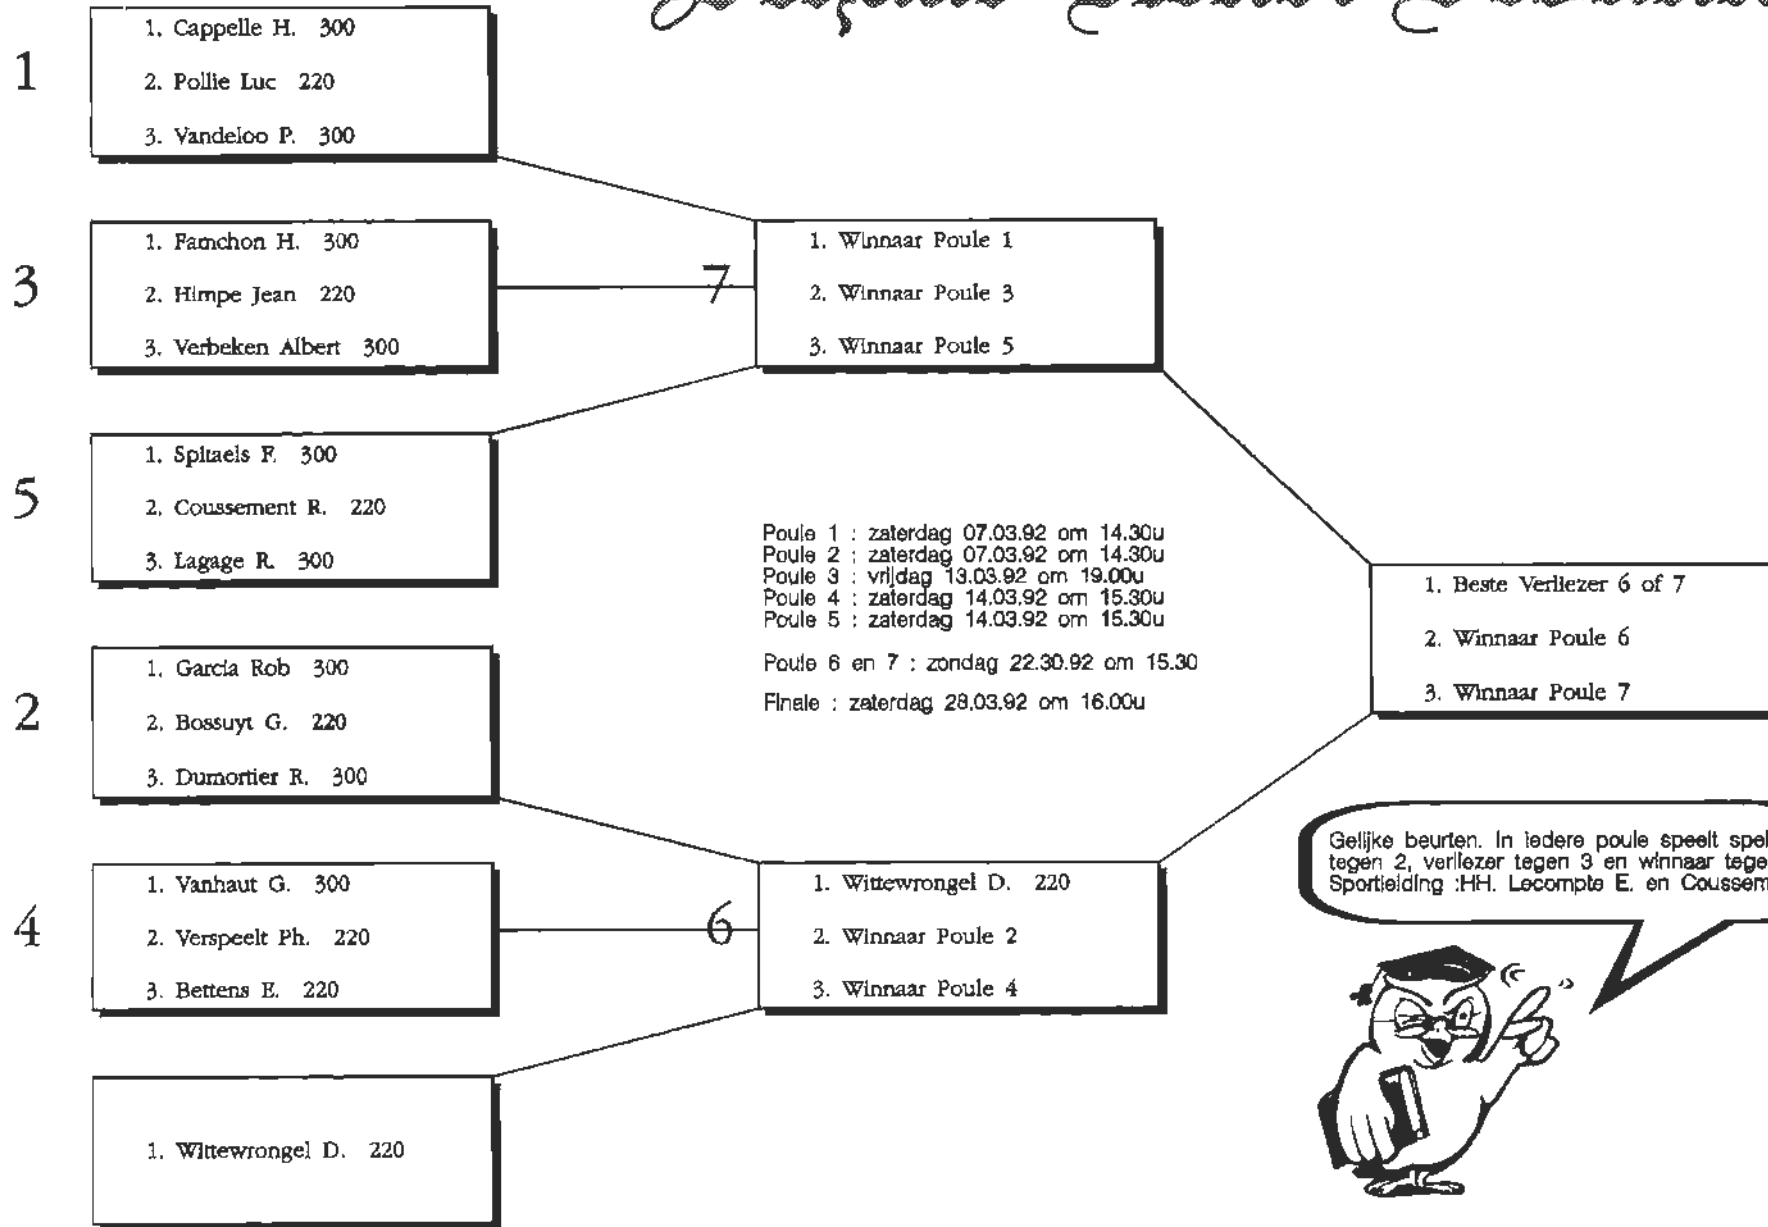 1
1. Cappelle H. 300
2. Pollie Luc 220
3. Vandeloo P. 300
3
1. Famchon H. 300
2. Himpe Jean 220
3. Verbeken Albert 300
5
1. Spitaels F. 300
2. Coussement R. 220
3. Lagage R. 300
2
1. Garcia Rob 300
2. Bossuyt G. 220
3. Dumortier R. 300
4
1. Vanhaut G. 300
2. Verspeelt Ph. 220
3. Bettens E. 220
1. Wittewrongel D. 220
7
1. Winnaar Poule 1
2. Winnaar Poule 3
3. Winnaar Poule 5
Poule 1 : zaterdag 07.03.92 om 14.30u
Poule 2 : zaterdag 07.03.92 om 14.30u
Poule 3 : vrijdag 13.03.92 om 19.00u
Poule 4 : zaterdag 14.03.92 om 15.30u
Poule 5 : zaterdag 14.03.92 om 15.30u
Poule 6 en 7 : zondag 22.30.92 om 15.30
Finale : zaterdag 28.03.92 om 16.00u
6
1. Wittewrongel D. 220
2. Winnaar Poule 2
3. Winnaar Poule 4
1. Beste Verliezer 6 of 7
2. Winnaar Poule 6
3. Winnaar Poule 7
Gelijke beurten. In iedere poule speelt spel
tegen 2, verliezer tegen 3 en winnaar tege
Sportleiding :HH. Lecompte E. en Coussem